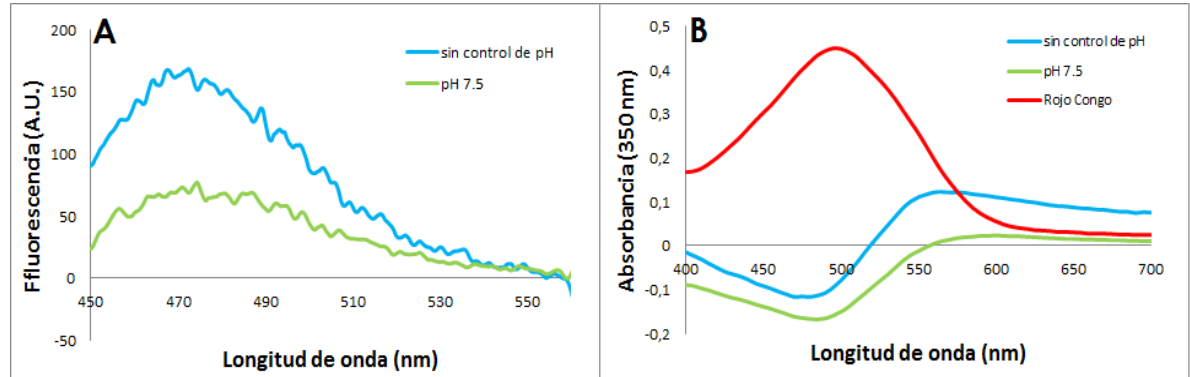 A
Ffluorescencia (A.U.)
200
150
100
50
0
-50
450 470 490 510 530 550
Longitud de onda (nm)
sin control de pH
pH 7.5
B
Absorbancia (350 nm)
0,5
0,4
0,3
0,2
0,1
0
-0,1
-0,2
400 450 500 550 600 650 700
Longitud de onda (nm)
sin control de pH
pH 7.5
Rojo Congo